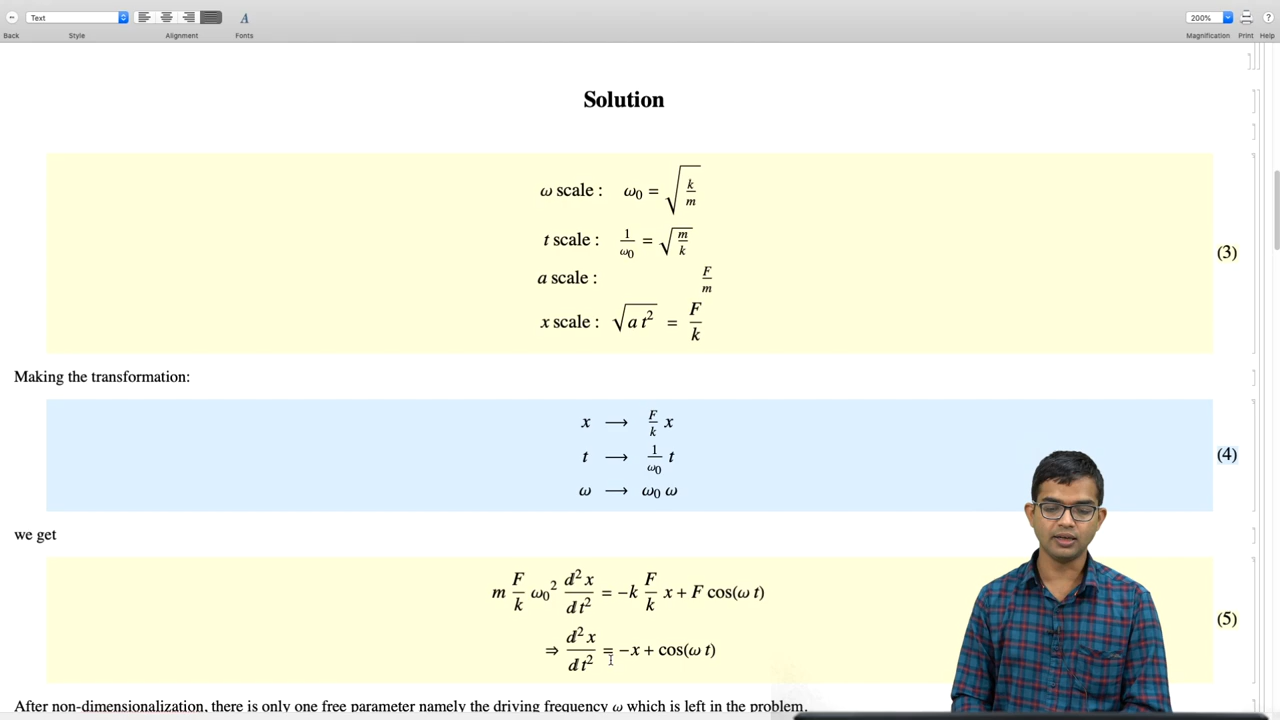 Text 200%
Back Style Alignment Fonts Magnification Print Help
Solution
ω scale : ω₀ = √(k/m)
t scale : 1/ω₀ = √(m/k)
a scale : F/m
(3)
x scale : √(a t²) = F/k
Making the transformation:
x ⟶ F/k x
t ⟶ 1/ω₀ t
(4)
ω ⟶ ω₀ ω
we get
m F/k ω₀² d²x/dt² = −k F/k x + F cos(ω t)
(5)
⇒ d²x/dt² = −x + cos(ω t)
After non-dimensionalization, there is only one free parameter namely the driving frequency ω which is left in the problem.